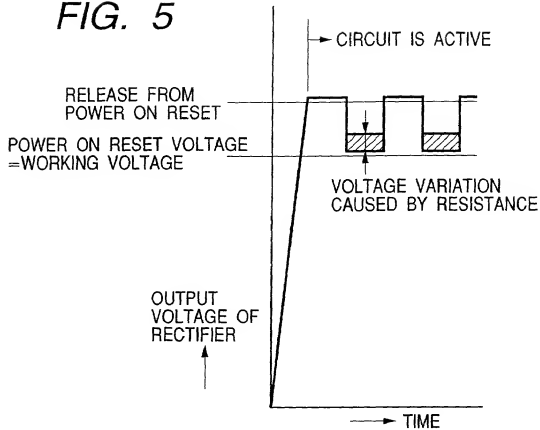 FIG. 5
CIRCUIT IS ACTIVE
RELEASE FROM
POWER ON RESET
POWER ON RESET VOLTAGE
=WORKING VOLTAGE
VOLTAGE VARIATION
CAUSED BY RESISTANCE
OUTPUT
VOLTAGE OF
RECTIFIER
TIME